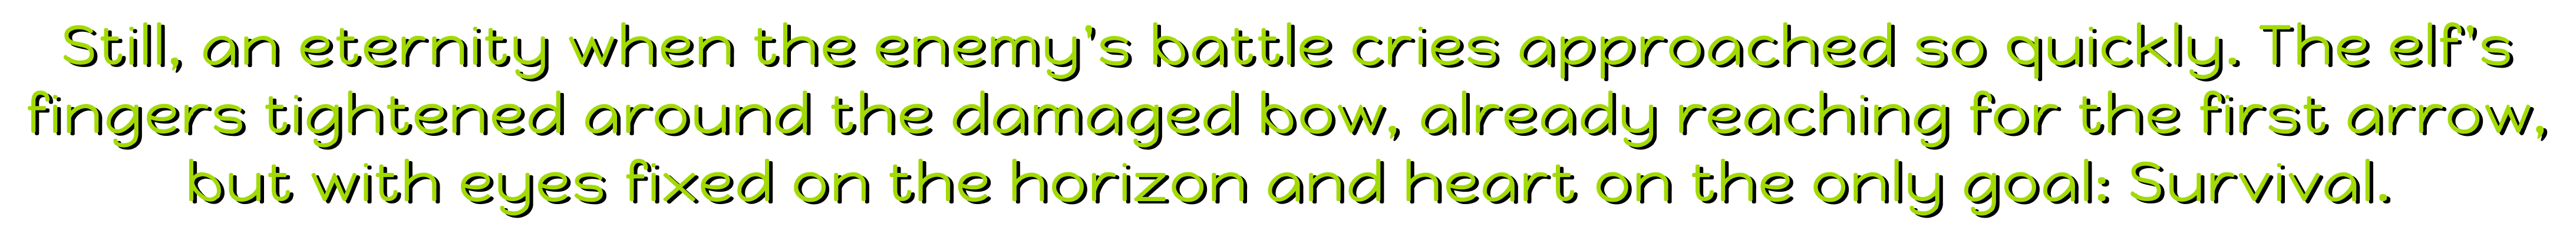 Still, an eternity when the enemy's battle cries approached so quickly. The elf's
fingers tightened around the damaged bow, already reaching for the first arrow,
but with eyes fixed on the horizon and heart on the only goal: Survival.